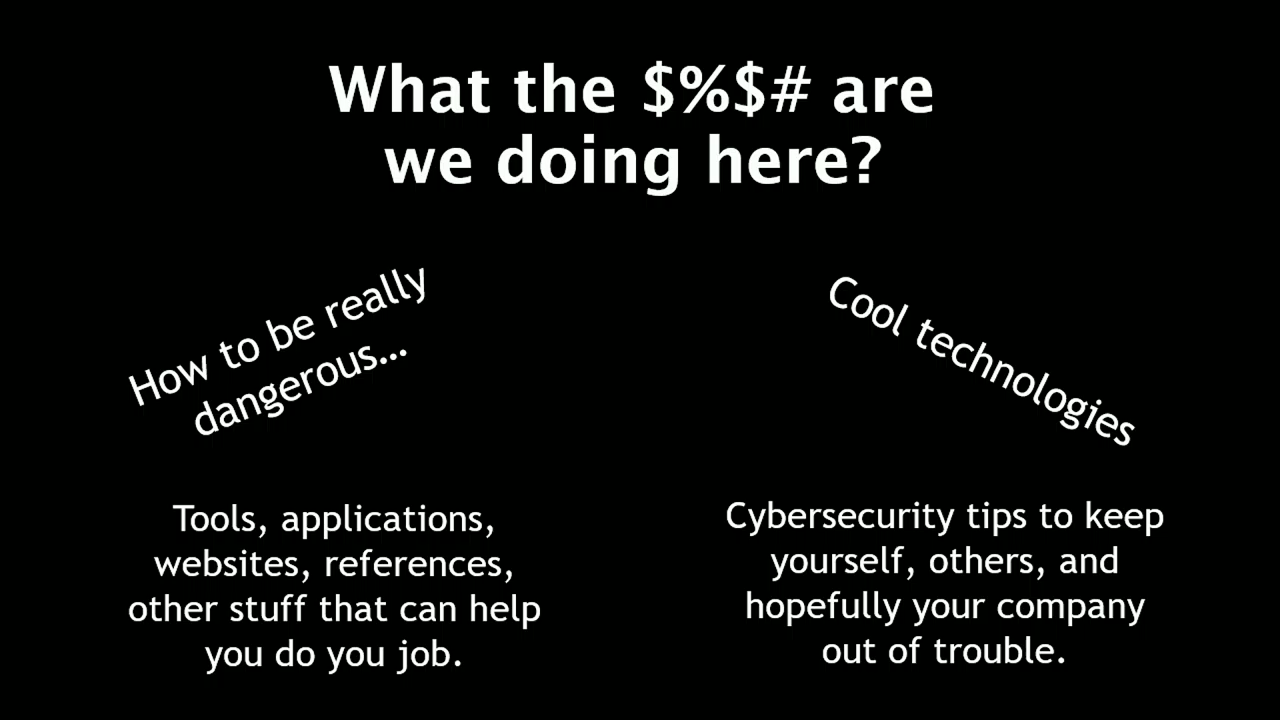 What the $%$# are
we doing here?
How to be really
dangerous...
Cool technologies
Tools, applications,
websites, references,
other stuff that can help
you do you job.
Cybersecurity tips to keep
yourself, others, and
hopefully your company
out of trouble.